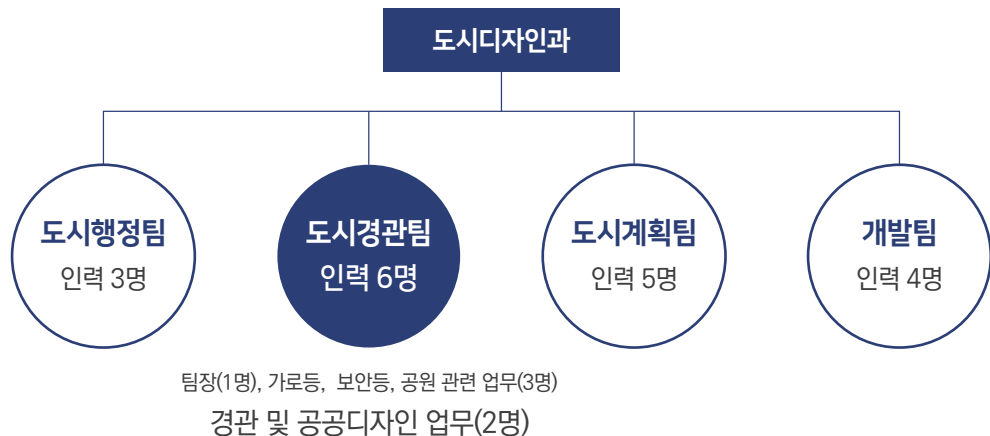 도시디자인과
도시행정팀
인력 3명
도시경관팀
인력 6명
도시계획팀
인력 5명
개발팀
인력 4명
팀장(1명), 가로등, 보안등, 공원 관련 업무(3명)
경관 및 공공디자인 업무(2명)